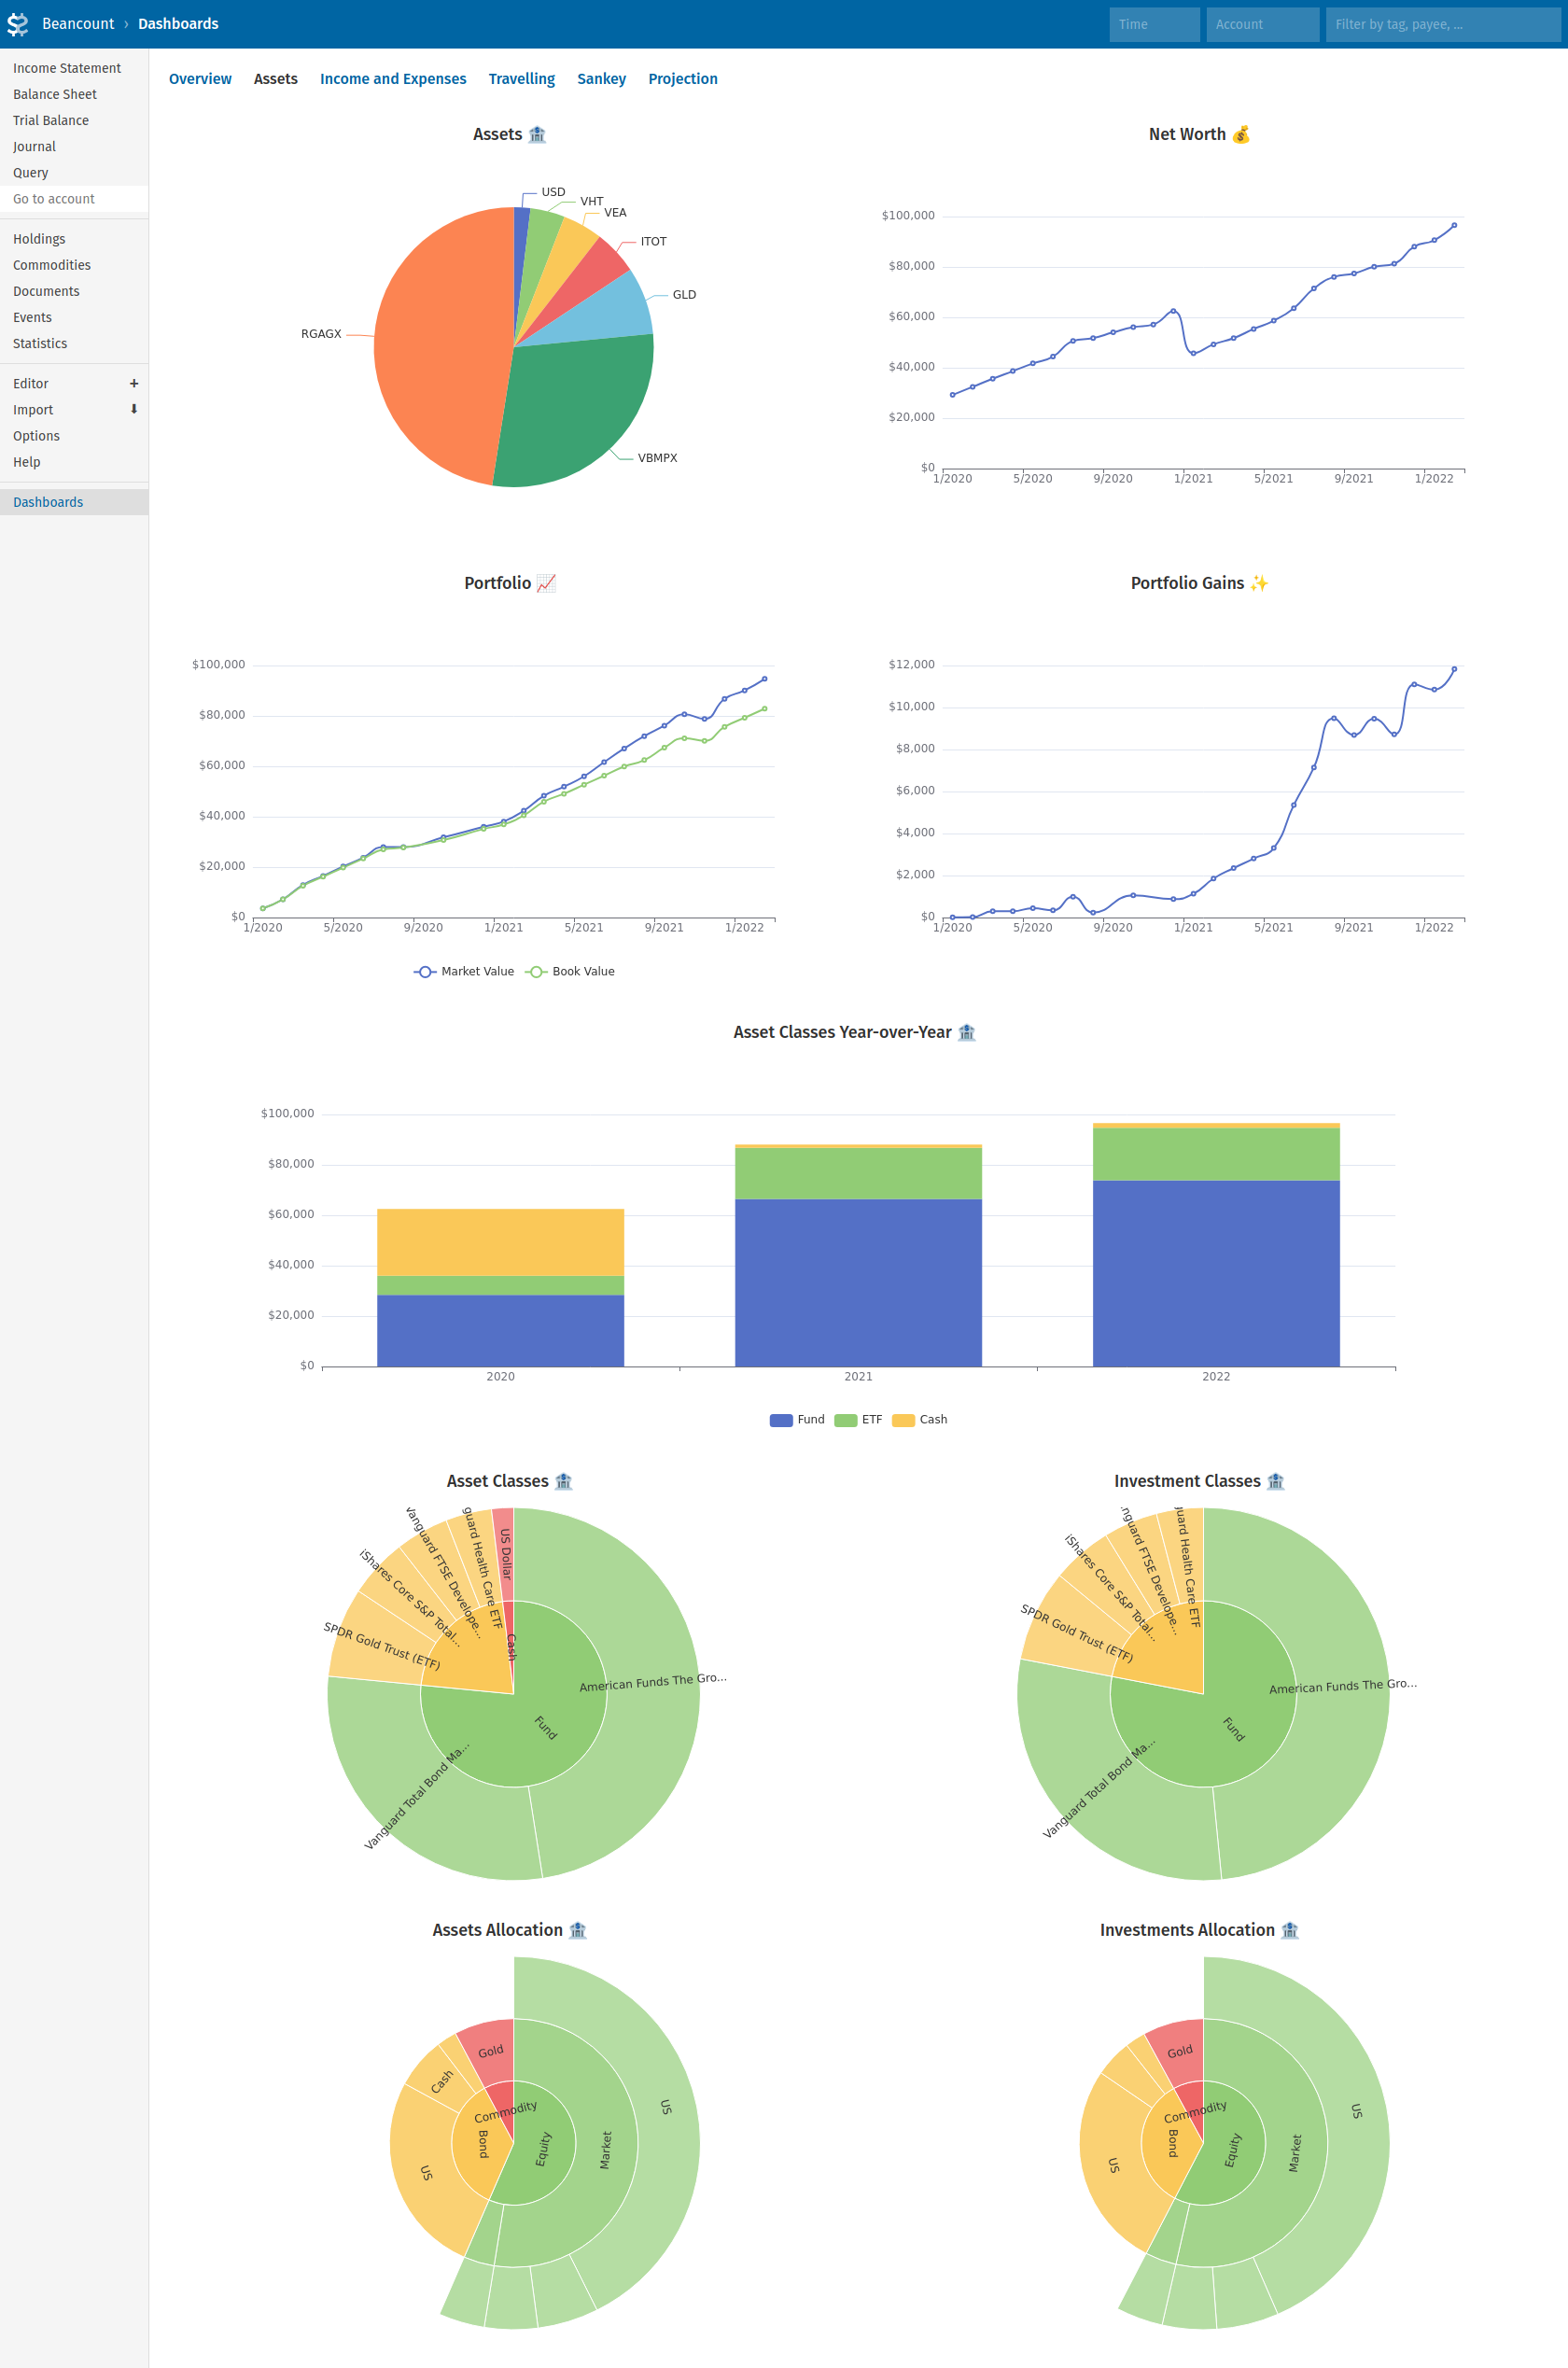 Beancount › Dashboards
Time
Account
Filter by tag, payee, ...
Income Statement
Balance Sheet
Trial Balance
Journal
Query
Go to account
Holdings
Commodities
Documents
Events
Statistics
Editor +
Import
Options
Help
Dashboards
Overview Assets Income and Expenses Travelling Sankey Projection
Assets
USD
VHT
VEA
ITOT
GLD
RGAGX
VBMPX
Net Worth
$100,000
$80,000
$60,000
$40,000
$20,000
$0
1/2020 5/2020 9/2020 1/2021 5/2021 9/2021 1/2022
Portfolio
$100,000
$80,000
$60,000
$40,000
$20,000
$0
1/2020 5/2020 9/2020 1/2021 5/2021 9/2021 1/2022
Market Value Book Value
Portfolio Gains
$12,000
$10,000
$8,000
$6,000
$4,000
$2,000
$0
1/2020 5/2020 9/2020 1/2021 5/2021 9/2021 1/2022
Asset Classes Year-over-Year
$100,000
$80,000
$60,000
$40,000
$20,000
$0
2020 2021 2022
Fund ETF Cash
Asset Classes
US Dollar
guard Health Care ETF
Vanguard FTSE Develope...
iShares Core S&P Total...
SPDR Gold Trust (ETF)
Cash
American Funds The Gro...
Fund
Vanguard Total Bond Ma...
Investment Classes
guard Health Care ETF
nguard FTSE Develope...
iShares Core S&P Total...
SPDR Gold Trust (ETF)
American Funds The Gro...
Fund
Vanguard Total Bond Ma...
Assets Allocation
Gold
Cash
Commodity
US
Bond
Equity
Market
US
Investments Allocation
Gold
Commodity
US
Bond
Equity
Market
US